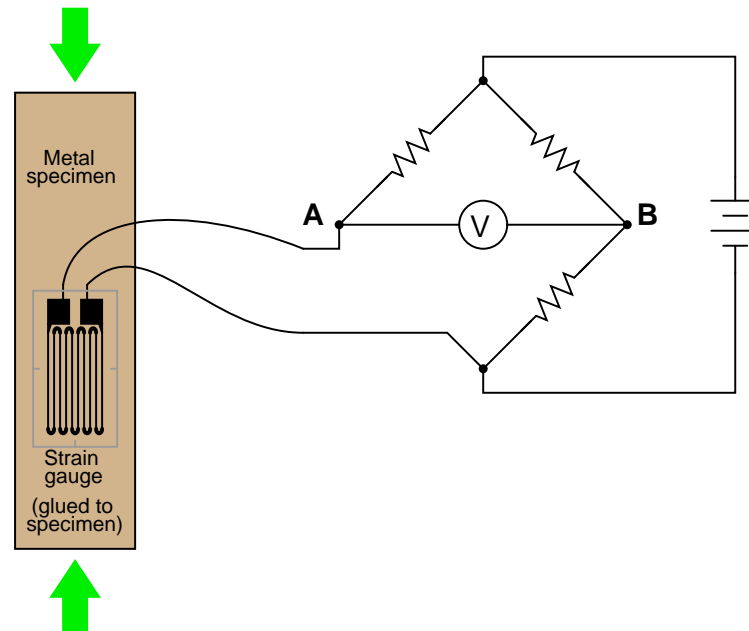 Metal
specimen
A
V
B
Strain
gauge
(glued to
specimen)